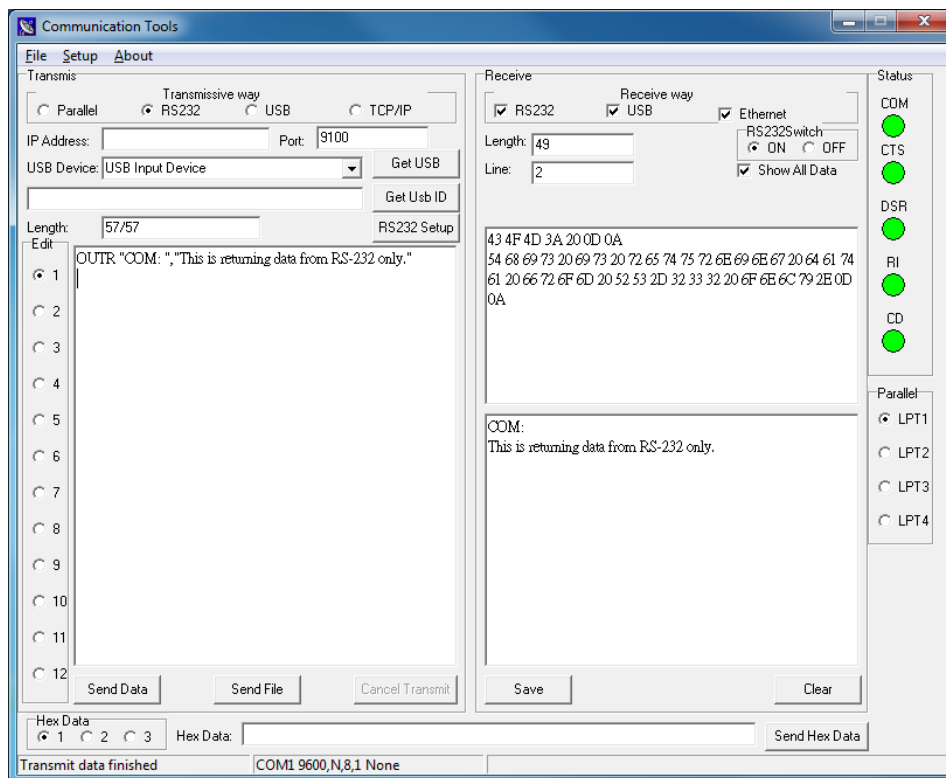 Communication Tools
File Setup About
Transmis
Transmissive way
Parallel RS232 USB TCP/IP
IP Address: Port: 9100
USB Device: USB Input Device Get USB
Get Usb ID
Length: 57/57 RS232 Setup
Edit
OUTR "COM: ","This is returning data from RS-232 only."
1
2
3
4
5
6
7
8
9
10
11
12
Send Data Send File Cancel Transmit
Receive
Receive way
RS232 USB Ethernet
Length: 49
RS232Switch
ON OFF
Line: 2 Show All Data
43 4F 4D 3A 20 0D 0A
54 68 69 73 20 69 73 20 72 65 74 75 72 6E 69 6E 67 20 64 61 74
61 20 66 72 6F 6D 20 52 53 2D 32 33 32 20 6F 6E 6C 79 2E 0D
0A
COM:
This is returning data from RS-232 only.
Save Clear
Status
COM
CTS
DSR
RI
CD
Parallel
LPT1
LPT2
LPT3
LPT4
Hex Data
1 2 3 Hex Data: Send Hex Data
Transmit data finished COM1 9600,N,8,1 None